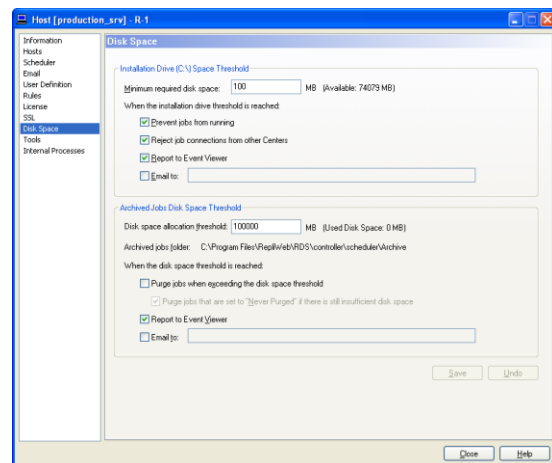 Host [production_srv] - R-1
Information
Hosts
Scheduler
Email
User Definition
Rules
License
SSL
Disk Space
Tools
Internal Processes
Disk Space
Installation Drive (C:\) Space Threshold
Minimum required disk space: 100 MB (Available: 74079 MB)
When the installation drive threshold is reached:
Prevent jobs from running
Reject job connections from other Centers
Report to Event Viewer
Email to:
Archived Jobs Disk Space Threshold
Disk space allocation threshold: 100000 MB (Used Disk Space: 0 MB)
Archived jobs folder: C:\Program Files\RepliWeb\RDS\controller\scheduler\Archive
When the disk space threshold is reached:
Purge jobs when exceeding the disk space threshold
Purge jobs that are set to "Never Purged" if there is still insufficient disk space
Report to Event Viewer
Email to:
Save Undo
Close Help